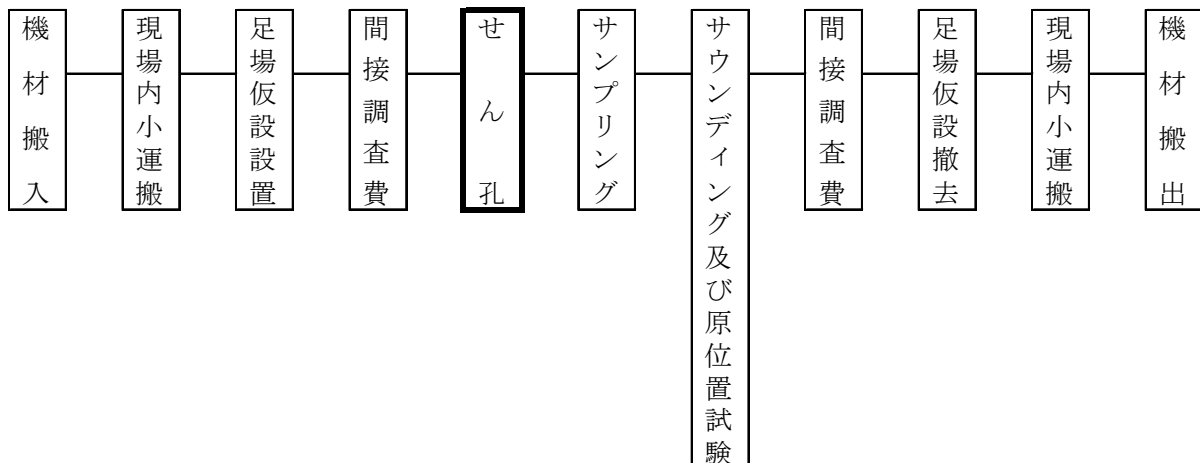 機材搬入
現場内小運搬
足場仮設設置
間接調査費
せん孔
サンプリング
サウンディング及び原位置試験
間接調査費
足場仮設撤去
現場内小運搬
機材搬出